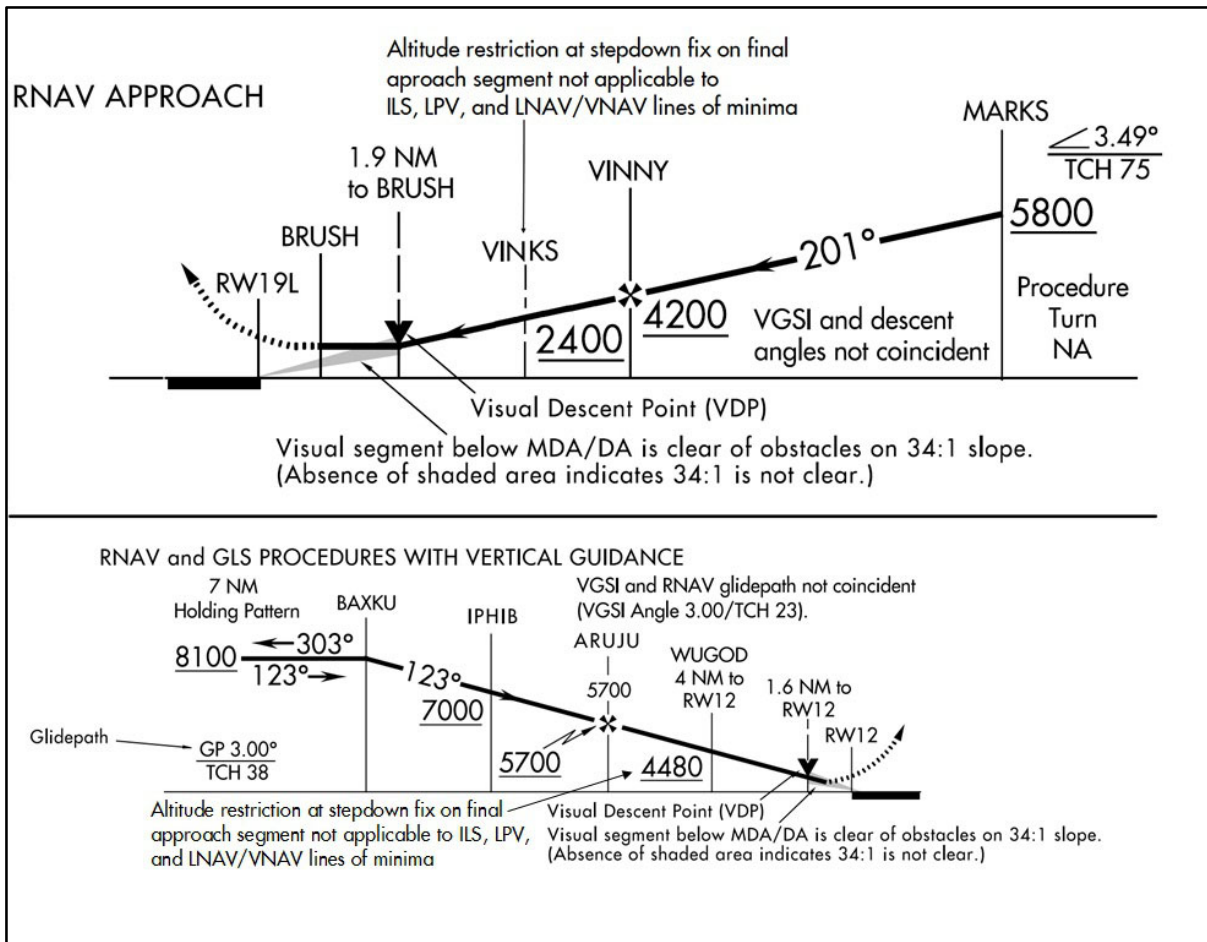 Altitude restriction at stepdown fix on final
aproach segment not applicable to
ILS, LPV, and LNAV/VNAV lines of minima
RNAV APPROACH
MARKS
3.49°
TCH 75
1.9 NM
to BRUSH
VINNY
5800
BRUSH
VINKS
201°
RW19L
Procedure
Turn
NA
2400
4200
VGSI and descent
angles not coincident
Visual Descent Point (VDP)
Visual segment below MDA/DA is clear of obstacles on 34:1 slope.
(Absence of shaded area indicates 34:1 is not clear.)
RNAV and GLS PROCEDURES WITH VERTICAL GUIDANCE
7 NM
Holding Pattern
BAXKU
IPHIB
VGSI and RNAV glidepath not coincident
(VGSI Angle 3.00/TCH 23).
ARUJU
5700
WUGOD
4 NM to
RW12
1.6 NM to
RW12
RW12
8100
303°
123°
123°
7000
Glidepath
GP 3.00°
TCH 38
5700
4480
Altitude restriction at stepdown fix on final
approach segment not applicable to ILS, LPV,
and LNAV/VNAV lines of minima
Visual Descent Point (VDP)
Visual segment below MDA/DA is clear of obstacles on 34:1 slope.
(Absence of shaded area indicates 34:1 is not clear.)